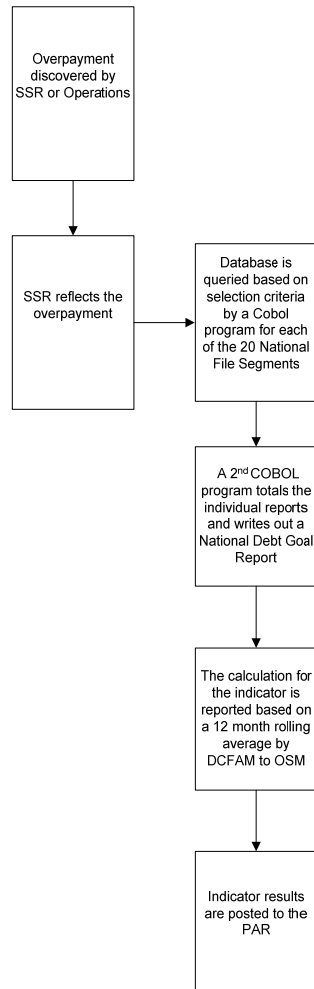 Overpayment
discovered by
SSR or Operations
SSR reflects the
overpayment
Database is
queried based on
selection criteria
by a Cobol
program for each
of the 20 National
File Segments
A 2nd COBOL
program totals the
individual reports
and writes out a
National Debt Goal
Report
The calculation for
the indicator is
reported based on
a 12 month rolling
average by
DCFAM to OSM
Indicator results
are posted to the
PAR